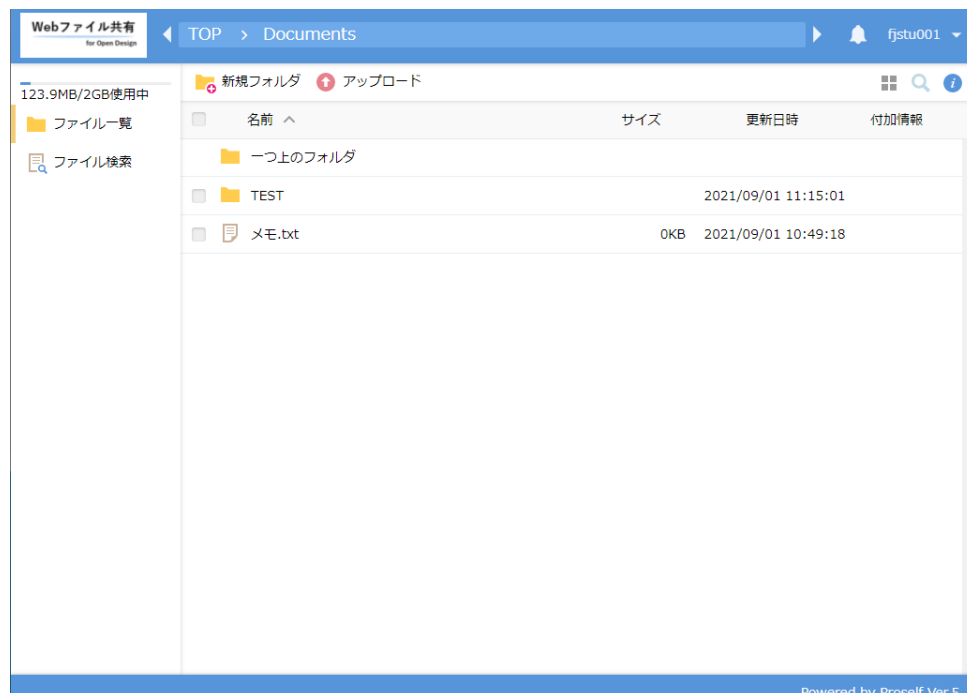 Webファイル共有
for Open Design
TOP > Documents
fjstu001
123.9MB/2GB使用中
ファイル一覧
ファイル検索
新規フォルダ アップロード
名前 サイズ 更新日時 付加情報
一つ上のフォルダ
TEST 2021/09/01 11:15:01
メモ.txt 0KB 2021/09/01 10:49:18
Powered by Proself Ver.5